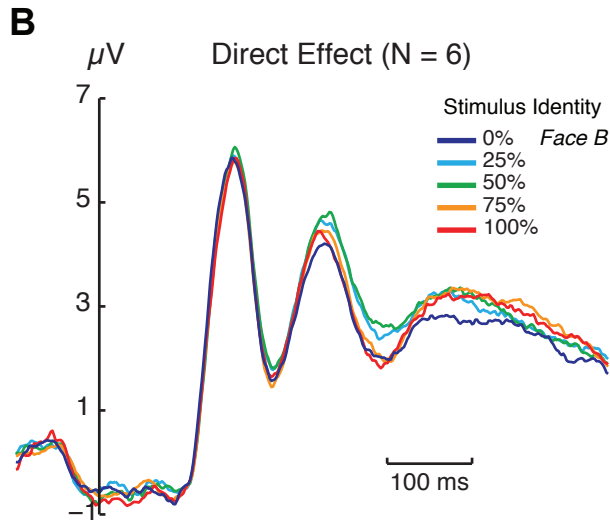 B
µV Direct Effect (N = 6)
7
Stimulus Identity
0% Face B
25%
5
50%
75%
100%
3
1
100 ms
-1